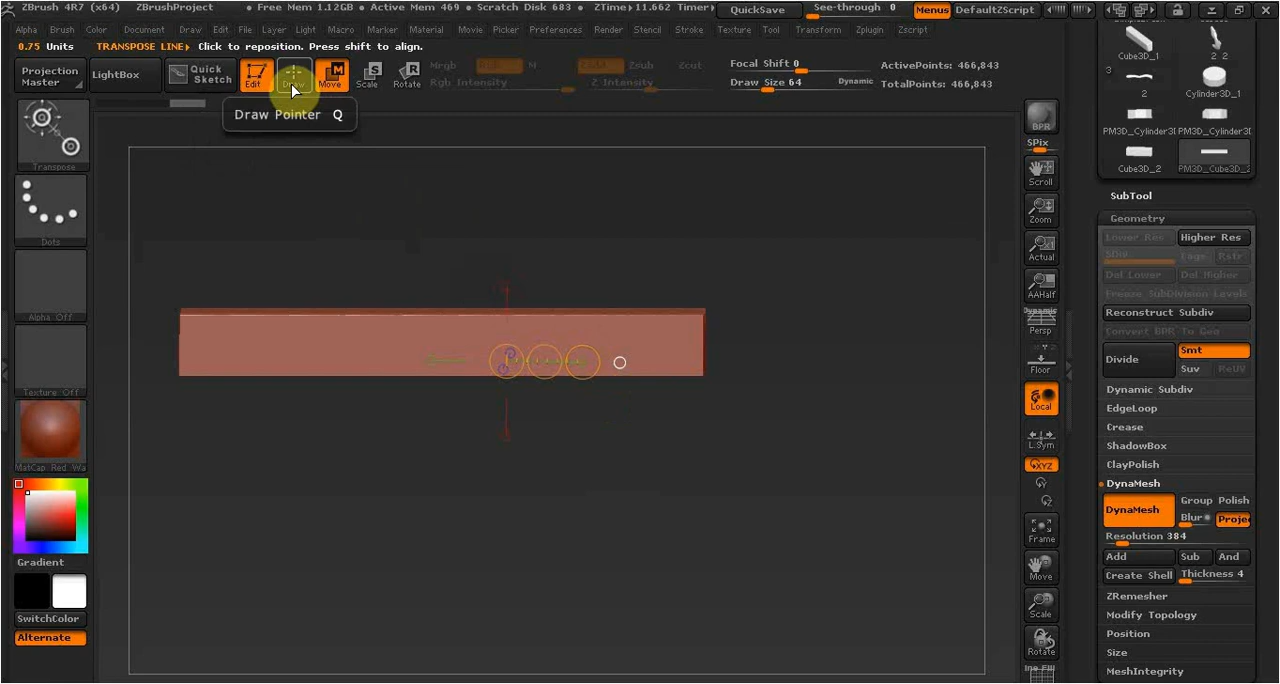 ZBrush 4R7 (x64) ZBrushProject • Free Mem 1.12GB • Active Mem 469 • Scratch Disk 683 • ZTime▸11.662 Timer▸ QuickSave See-through 0 Menus DefaultZScript
Alpha Brush Color Document Draw Edit File Layer Light Macro Marker Material Movie Picker Preferences Render Stencil Stroke Texture Tool Transform Zplugin Zscript
0.75 Units TRANSPOSE LINE▸ Click to reposition. Press shift to align.
Projection Master
LightBox
Quick Sketch
Edit
Draw
Move
Scale
Rotate
Mrgb
Rgb
M
Rgb Intensity
Zsub
Zcut
Z Intensity
Focal Shift 0
Draw Size 64
Dynamic
ActivePoints: 466,843
TotalPoints: 466,843
Draw Pointer Q
Transpose
Dots
Alpha Off
Texture Off
MatCap Red Wa
Gradient
SwitchColor
Alternate
BPR
SPix
Scroll
Zoom
Actual
AAHalf
Dynamic
Persp
Floor
Local
L.Sym
XYZ
Frame
Move
Scale
Rotate
Cube3D_1
2 2
3
2
Cylinder3D_1
PM3D_Cylinder3D
PM3D_Cylinder3D_1
Cube3D_2
PM3D_Cube3D_2
SubTool
Geometry
Lower Res
Higher Res
SDiv
Cage
Rstr
Del Lower
Del Higher
Freeze SubDivision Levels
Reconstruct Subdiv
Convert BPR To Geo
Divide
Smt
Suv
ReUV
Dynamic Subdiv
EdgeLoop
Crease
ShadowBox
ClayPolish
DynaMesh
DynaMesh
Group
Polish
Blur
Projec
Resolution 384
Add
Sub
And
Create Shell
Thickness 4
ZRemesher
Modify Topology
Position
Size
MeshIntegrity